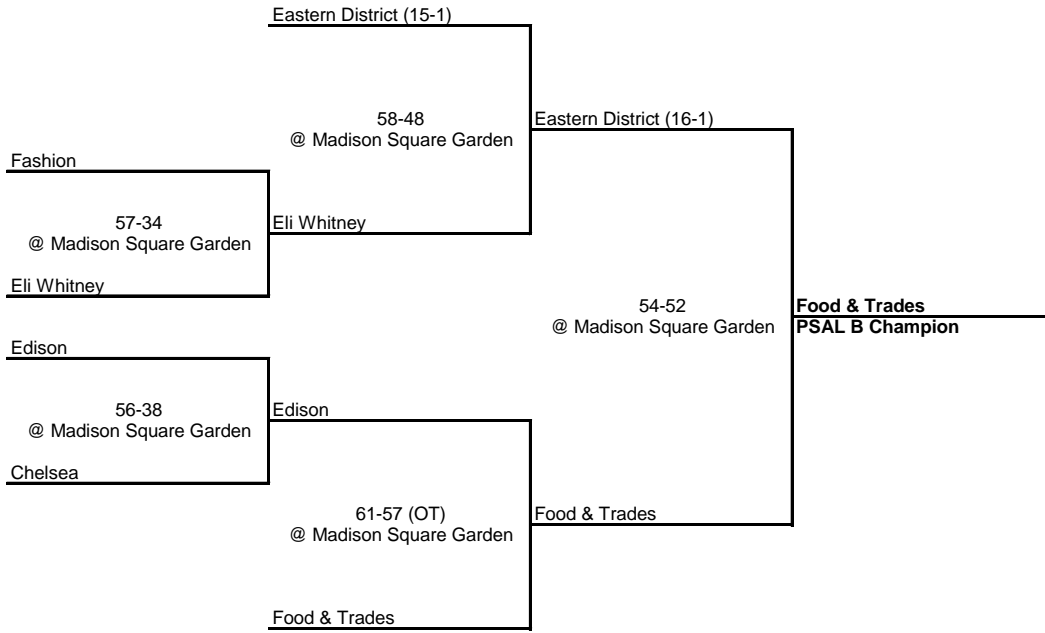 Eastern District (15-1)
58-48
@ Madison Square Garden
Eastern District (16-1)
Fashion
57-34
@ Madison Square Garden
Eli Whitney
Eli Whitney
54-52
@ Madison Square Garden
Food & Trades
PSAL B Champion
Edison
56-38
@ Madison Square Garden
Edison
Chelsea
61-57 (OT)
@ Madison Square Garden
Food & Trades
Food & Trades